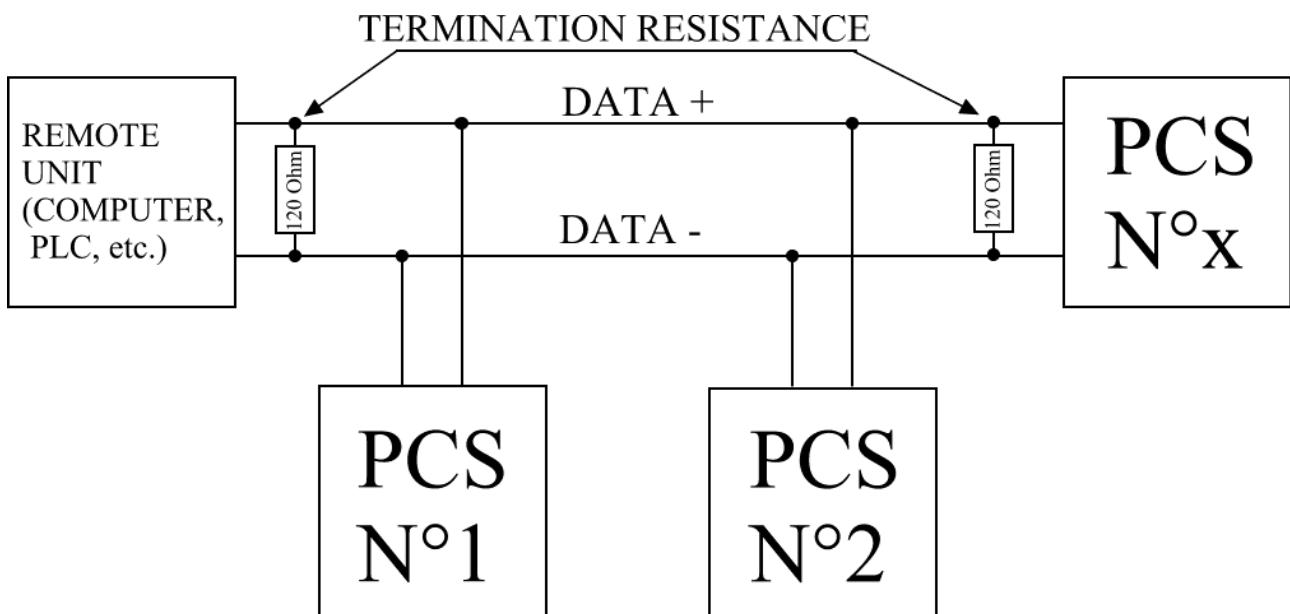 TERMINATION RESISTANCE
REMOTE
UNIT
(COMPUTER,
PLC, etc.)
DATA +
120 Ohm
DATA -
120 Ohm
PCS
N°x
PCS
N°1
PCS
N°2